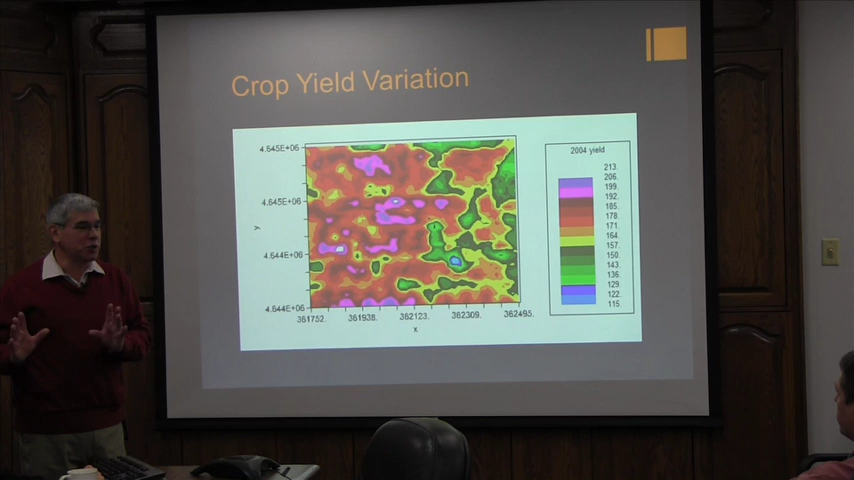 Crop Yield Variation
4.645E+06
4.645E+06
4.644E+06
4.644E+06
y
361752. 361938. 362123. 362309. 362495.
x
2004 yield
213.
206.
199.
192.
185.
178.
171.
164.
157.
150.
143.
136.
129.
122.
115.